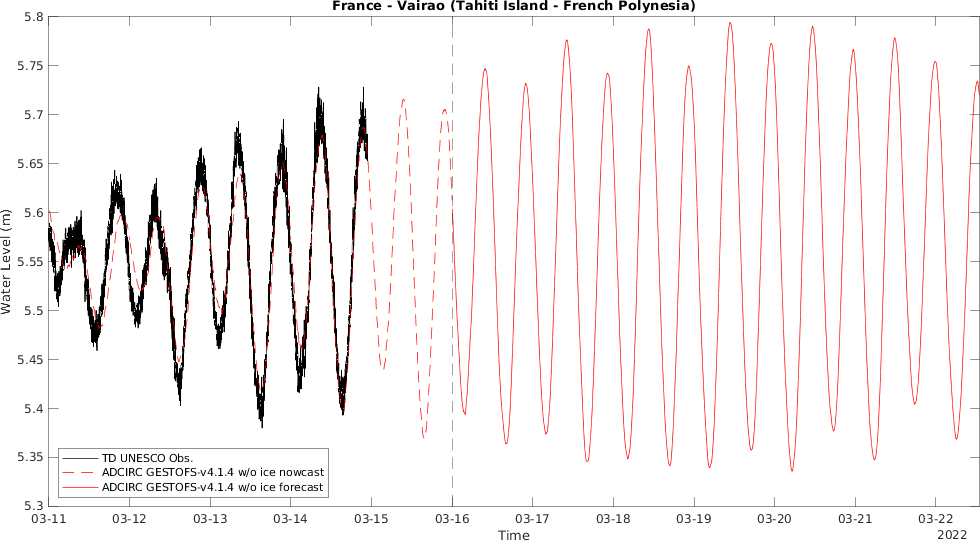 France - Vairao (Tahiti Island - French Polynesia)
5.8
5.75
5.7
5.65
5.6
5.55
5.5
5.45
5.4
5.35
5.3
Water Level (m)
TD UNESCO Obs.
ADCIRC GESTOFS-v4.1.4 w/o ice nowcast
ADCIRC GESTOFS-v4.1.4 w/o ice forecast
03-11 03-12 03-13 03-14 03-15 03-16 03-17 03-18 03-19 03-20 03-21 03-22
Time
2022